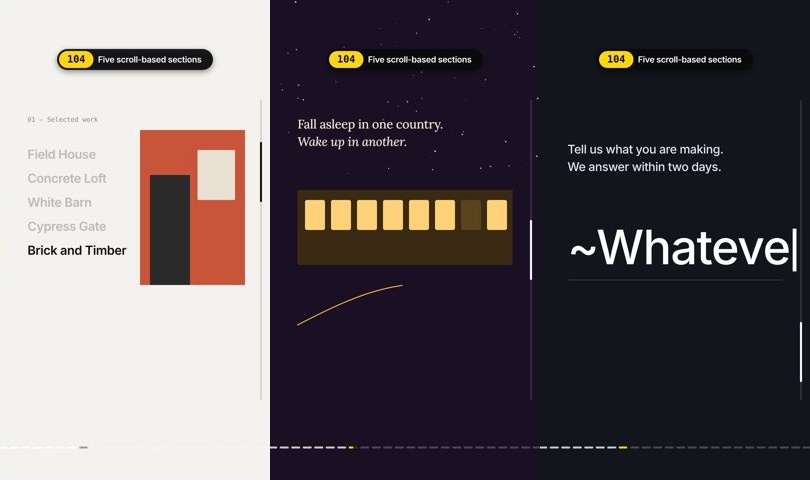 104 Five scroll-based sections
01 — Selected work
Field House
Concrete Loft
White Barn
Cypress Gate
Brick and Timber
104 Five scroll-based sections
Fall asleep in one country.
Wake up in another.
104 Five scroll-based sections
Tell us what you are making.
We answer within two days.
~Whateve